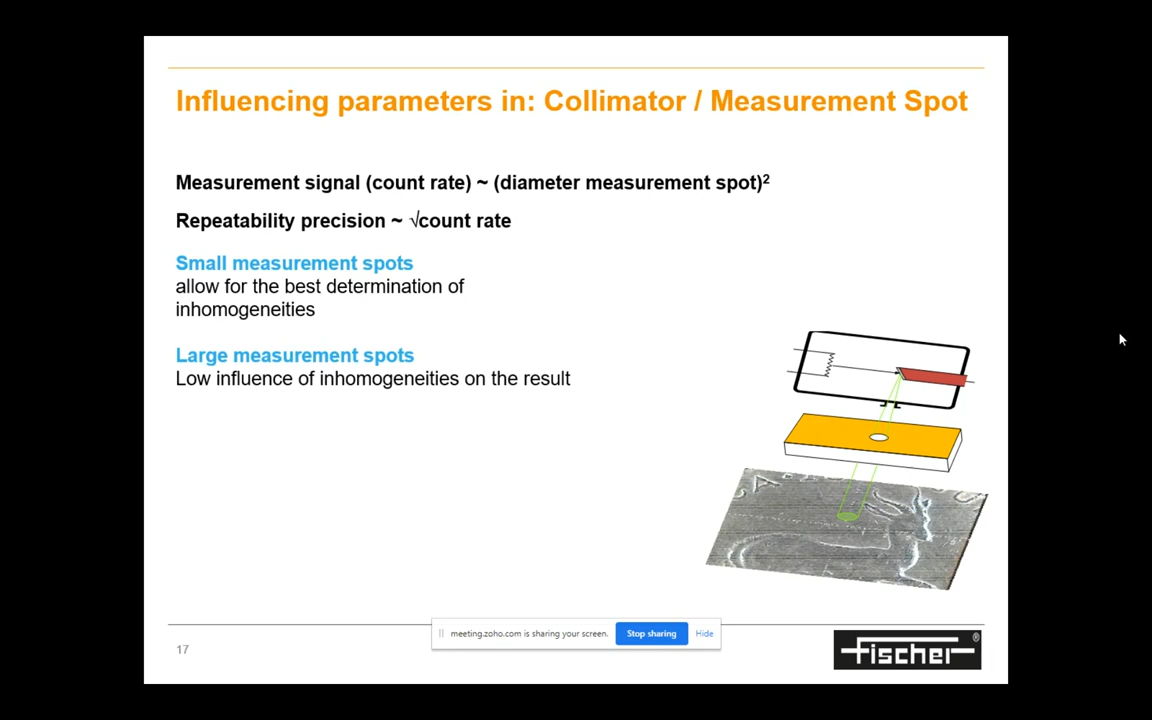 Influencing parameters in: Collimator / Measurement Spot
Measurement signal (count rate) ~ (diameter measurement spot)²
Repeatability precision ~ √count rate
Small measurement spots
allow for the best determination of
inhomogeneities
Large measurement spots
Low influence of inhomogeneities on the result
meeting.zoho.com is sharing your screen. Stop sharing Hide
17
fischer®